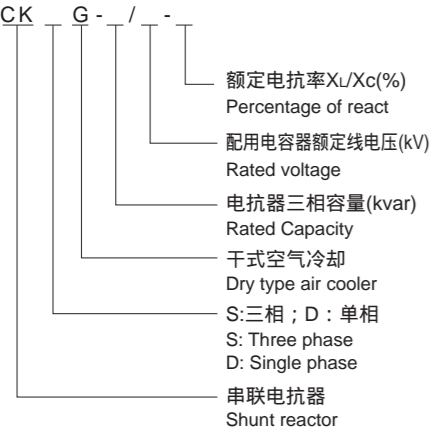 CK _ G - _ / _ - _
额定电抗率XL/Xc(%)
Percentage of react
配用电容器额定线电压(kV)
Rated voltage
电抗器三相容量(kvar)
Rated Capacity
干式空气冷却
Dry type air cooler
S:三相；D：单相
S: Three phase
D: Single phase
串联电抗器
Shunt reactor